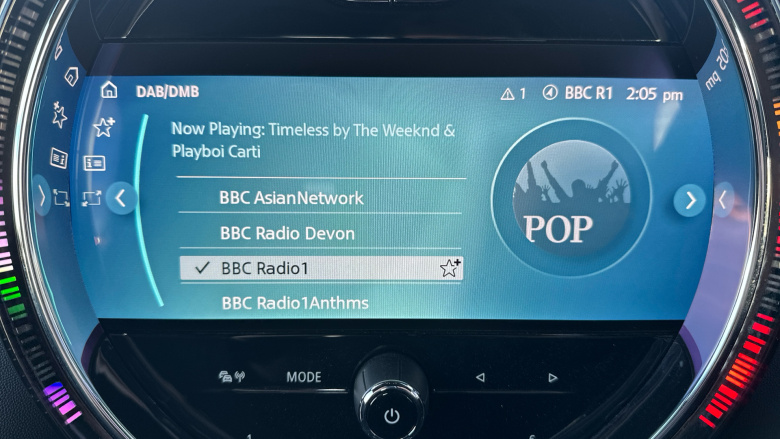 DAB/DMB
1
BBC R1
2:05 pm
Now Playing: Timeless by The Weeknd &
Playboi Carti
BBC AsianNetwork
BBC Radio Devon
BBC Radio1
BBC Radio1Anthms
POP
MODE